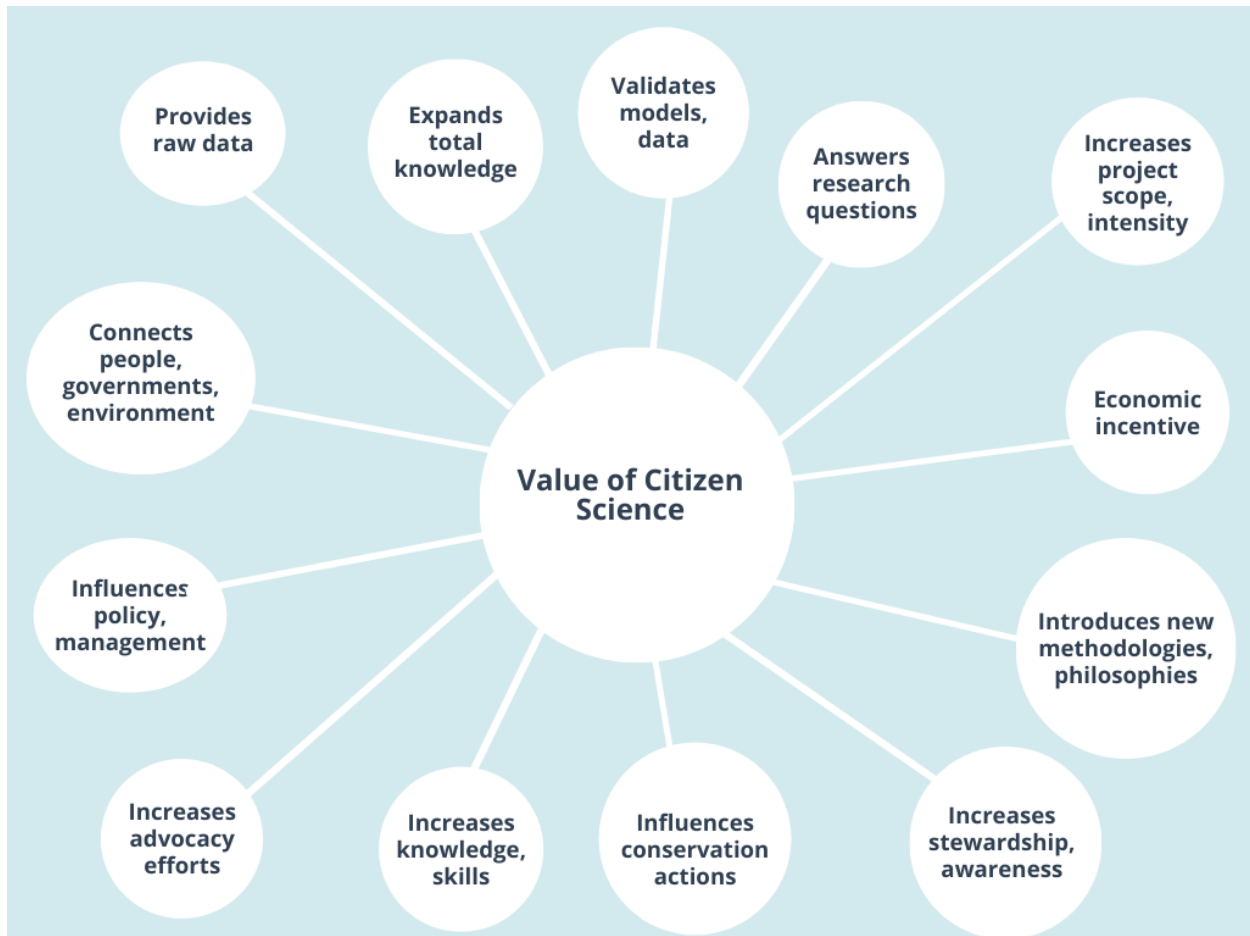 Provides
raw data
Expands
total
knowledge
Validates
models,
data
Answers
research
questions
Increases
project
scope,
intensity
Connects
people,
governments,
environment
Economic
incentive
Value of Citizen
Science
Influences
policy,
management
Introduces new
methodologies,
philosophies
Increases
advocacy
efforts
Increases
knowledge,
skills
Influences
conservation
actions
Increases
stewardship,
awareness